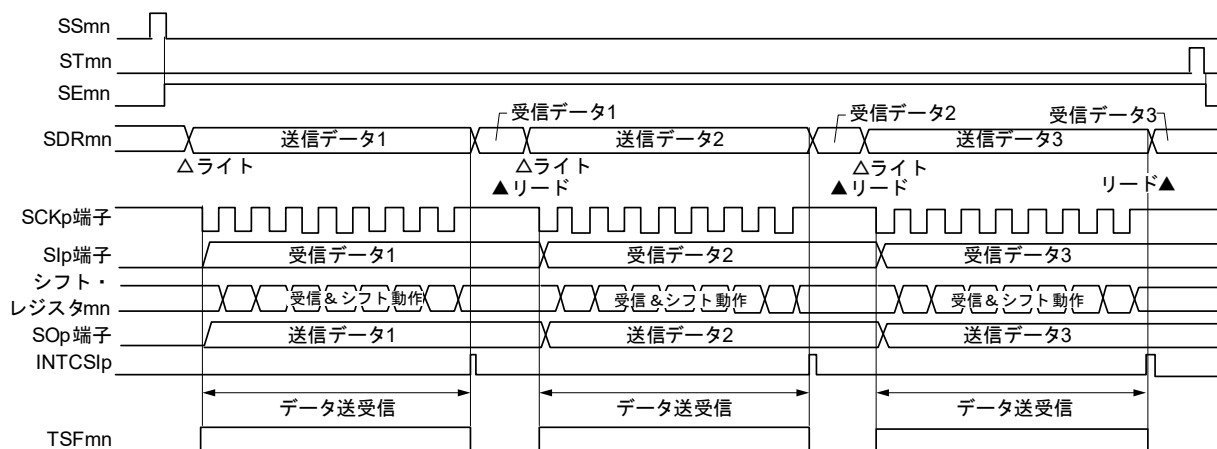 SSmn
STmn
SEmn
受信データ1
受信データ2
受信データ3
SDRmn
送信データ1
送信データ2
送信データ3
△ライト
△ライト
△ライト
▲リード
▲リード
リード▲
SCKp端子
SIp端子
受信データ1
受信データ2
受信データ3
シフト・
レジスタmn
受信&シフト動作
受信&シフト動作
受信&シフト動作
SOp端子
送信データ1
送信データ2
送信データ3
INTCSIp
データ送受信
データ送受信
データ送受信
TSFmn